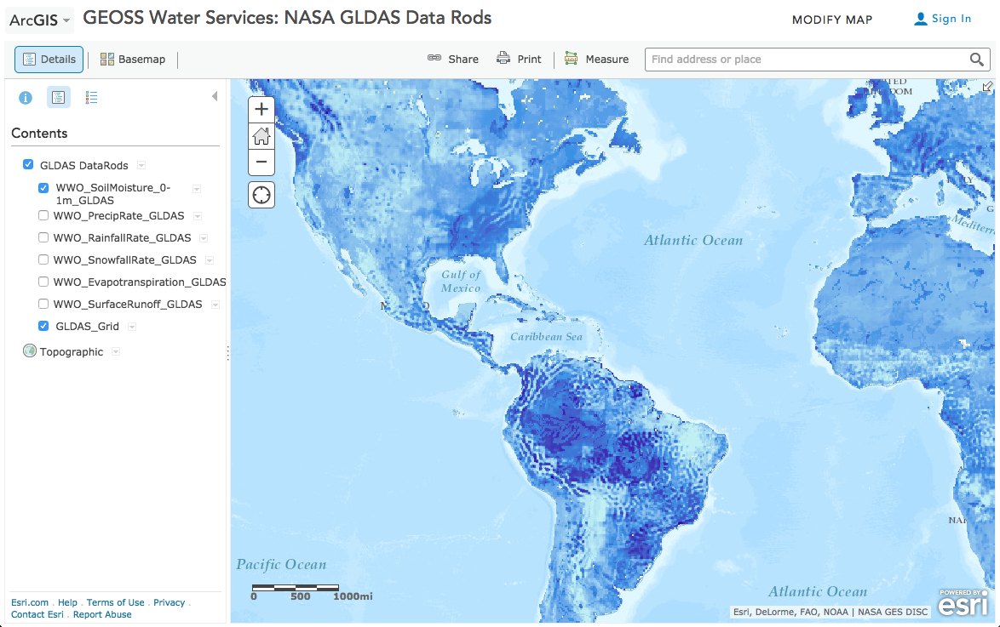 ArcGIS
GEOSS Water Services: NASA GLDAS Data Rods
MODIFY MAP
Sign In
Details
Basemap
Share
Print
Measure
Find address or place
Contents
GLDAS DataRods
WWO_SoilMoisture_0-
1m_GLDAS
WWO_PrecipRate_GLDAS
WWO_RainfallRate_GLDAS
WWO_SnowfallRate_GLDAS
WWO_Evapotranspiration_GLDAS
WWO_SurfaceRunoff_GLDAS
GLDAS_Grid
Topographic
Esri.com . Help . Terms of Use . Privacy .
Contact Esri . Report Abuse
Atlantic Ocean
Mediterr
Gulf of
Mexico
Caribbean Sea
Pacific Ocean
Atlantic Ocean
0 500 1000mi
Esri, DeLorme, FAO, NOAA | NASA GES DISC
POWERED BY
esri